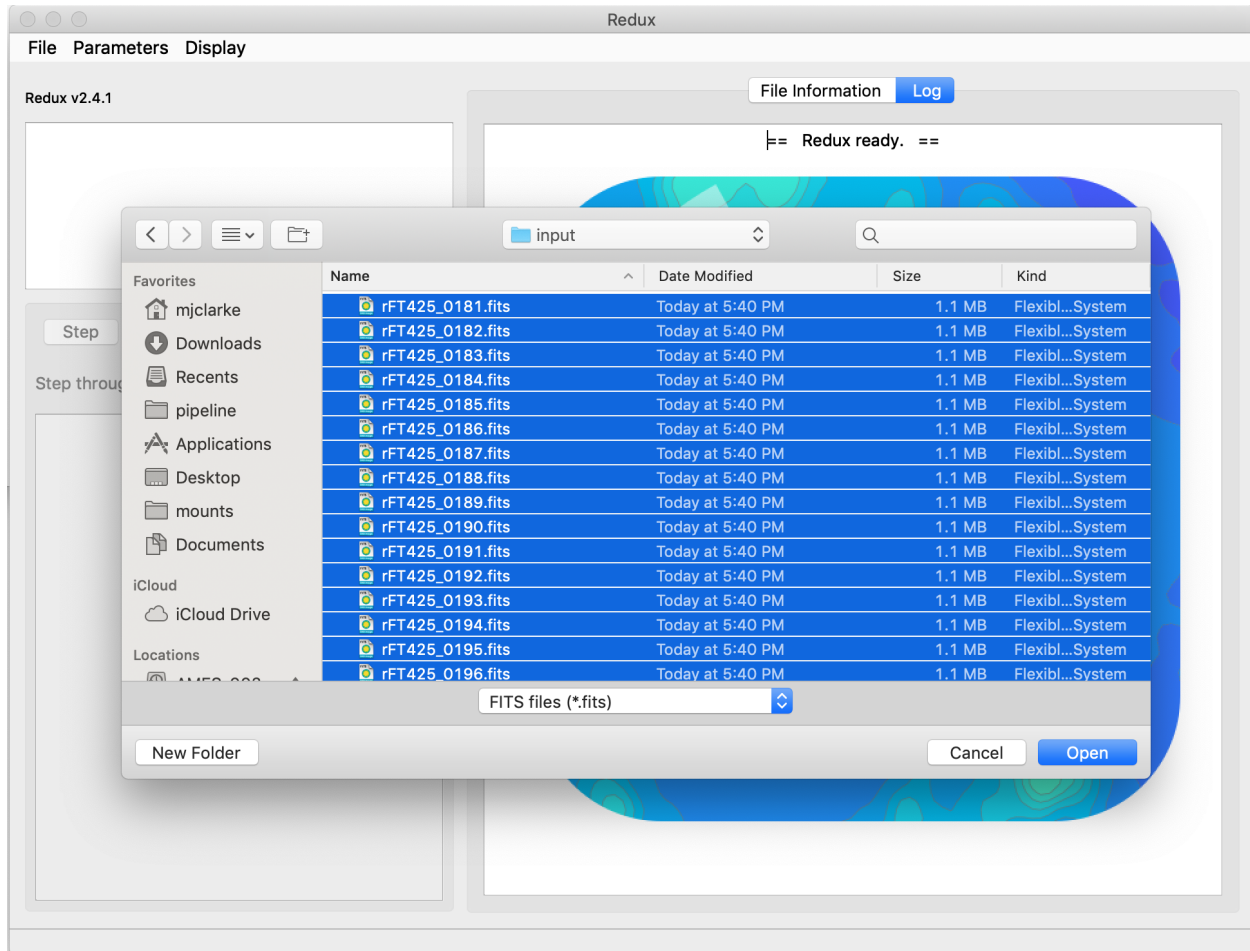 Redux
File Parameters Display
Redux v2.4.1
File Information Log
== Redux ready. ==
input
Favorites
mjclarke
Downloads
Recents
pipeline
Applications
Desktop
mounts
Documents
iCloud
iCloud Drive
Locations
Name Date Modified Size Kind
rFT425_0181.fits Today at 5:40 PM 1.1 MB Flexibl...System
rFT425_0182.fits Today at 5:40 PM 1.1 MB Flexibl...System
rFT425_0183.fits Today at 5:40 PM 1.1 MB Flexibl...System
rFT425_0184.fits Today at 5:40 PM 1.1 MB Flexibl...System
rFT425_0185.fits Today at 5:40 PM 1.1 MB Flexibl...System
rFT425_0186.fits Today at 5:40 PM 1.1 MB Flexibl...System
rFT425_0187.fits Today at 5:40 PM 1.1 MB Flexibl...System
rFT425_0188.fits Today at 5:40 PM 1.1 MB Flexibl...System
rFT425_0189.fits Today at 5:40 PM 1.1 MB Flexibl...System
rFT425_0190.fits Today at 5:40 PM 1.1 MB Flexibl...System
rFT425_0191.fits Today at 5:40 PM 1.1 MB Flexibl...System
rFT425_0192.fits Today at 5:40 PM 1.1 MB Flexibl...System
rFT425_0193.fits Today at 5:40 PM 1.1 MB Flexibl...System
rFT425_0194.fits Today at 5:40 PM 1.1 MB Flexibl...System
rFT425_0195.fits Today at 5:40 PM 1.1 MB Flexibl...System
rFT425_0196.fits Today at 5:40 PM 1.1 MB Flexibl...System
FITS files (*.fits)
New Folder Cancel Open
Step
Step